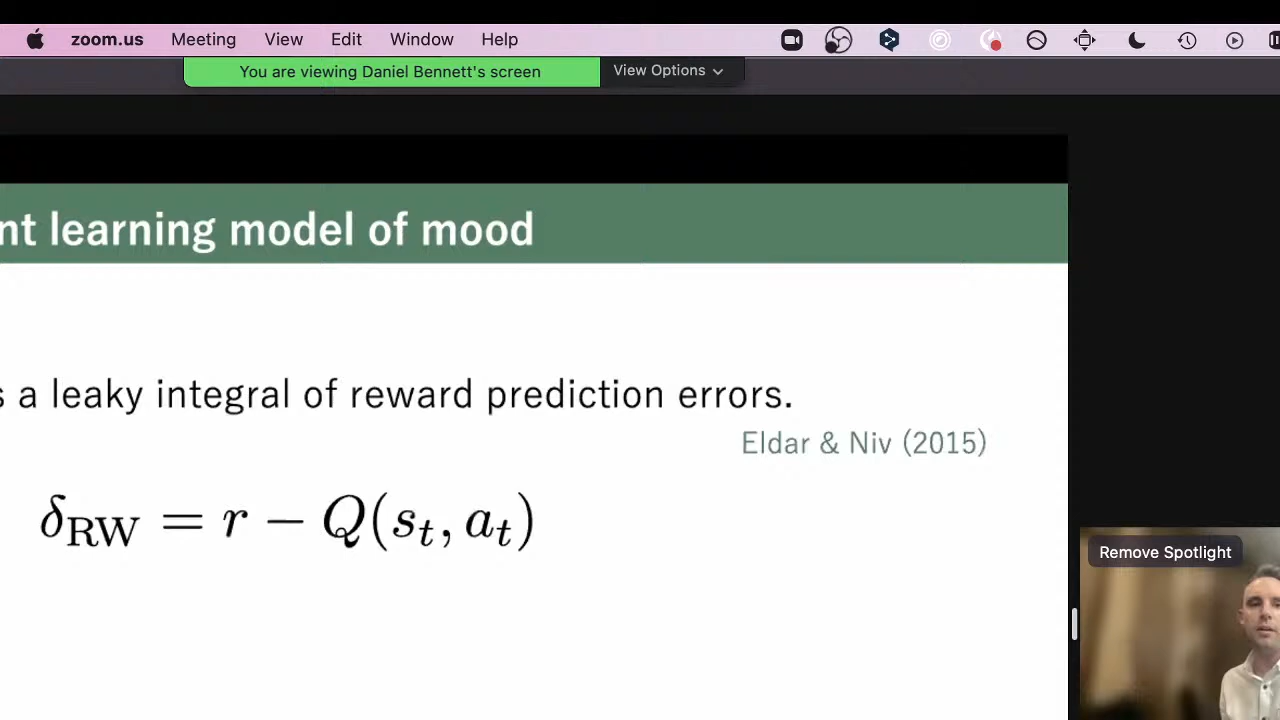 zoom.us Meeting View Edit Window Help
You are viewing Daniel Bennett's screen View Options
nt learning model of mood
s a leaky integral of reward prediction errors.
Eldar & Niv (2015)
δ_RW = r − Q(s_t, a_t)
Remove Spotlight